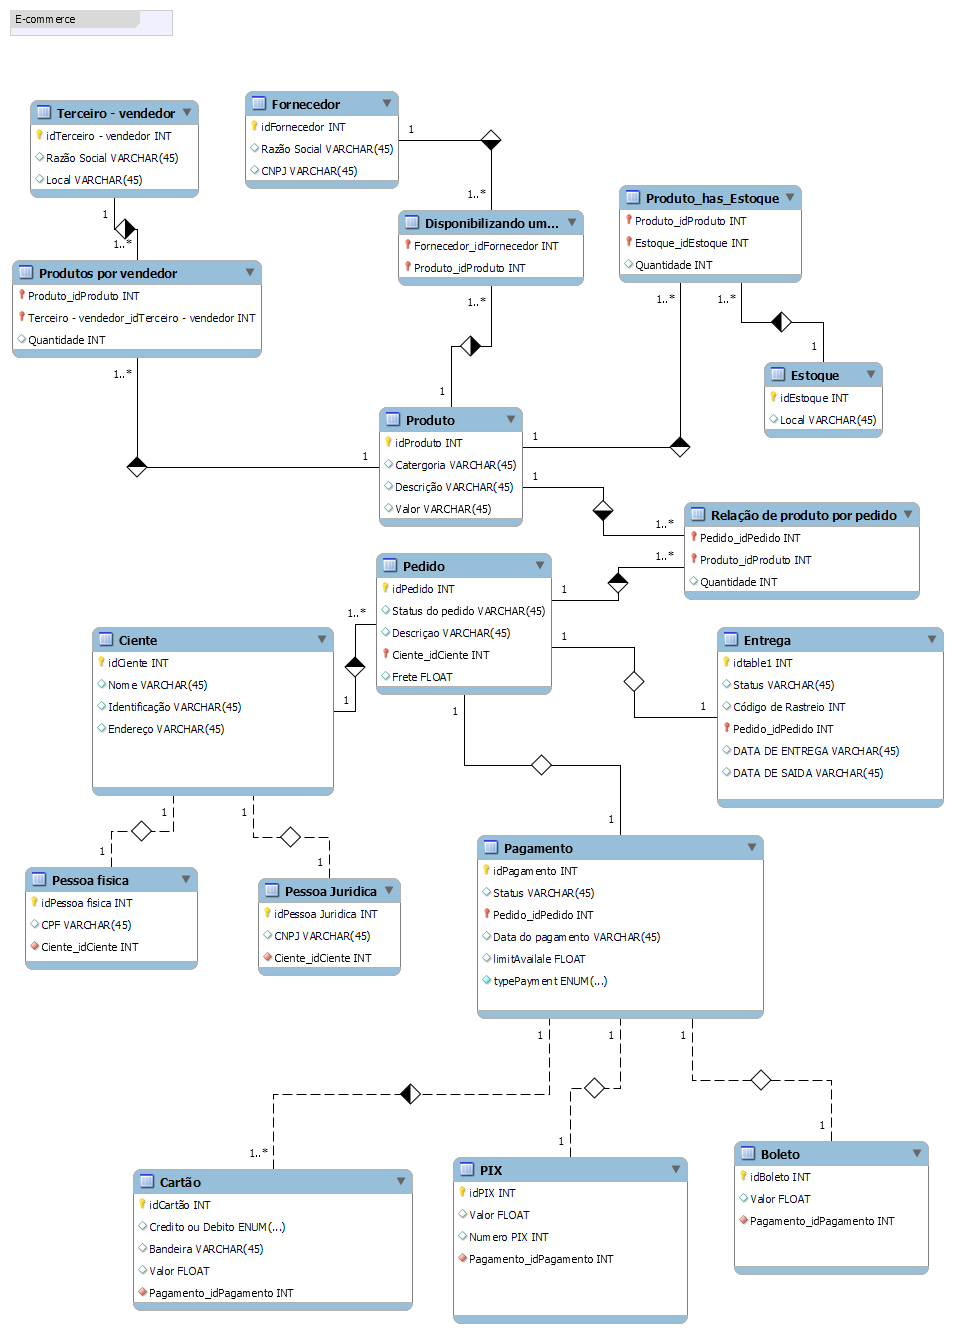 E-commerce
Terceiro - vendedor
idTerceiro - vendedor INT
Razão Social VARCHAR(45)
Local VARCHAR(45)
Fornecedor
idFornecedor INT
Razão Social VARCHAR(45)
CNPJ VARCHAR(45)
1
1..*
1
1..*
Disponibilizando um...
Fornecedor_idFornecedor INT
Produto_idProduto INT
1..*
1
Produto_has_Estoque
Produto_idProduto INT
Estoque_idEstoque INT
Quantidade INT
1..*
1..*
1
Produtos por vendedor
Produto_idProduto INT
Terceiro - vendedor_idTerceiro - vendedor INT
Quantidade INT
1..*
1
Estoque
idEstoque INT
Local VARCHAR(45)
Produto
idProduto INT
Catergoria VARCHAR(45)
Descrição VARCHAR(45)
Valor VARCHAR(45)
1
1
1..*
Relação de produto por pedido
Pedido_idPedido INT
Produto_idProduto INT
Quantidade INT
1..*
1
Pedido
idPedido INT
Status do pedido VARCHAR(45)
Descriçao VARCHAR(45)
Ciente_idCiente INT
Frete FLOAT
1..*
1
1
1
Ciente
idCiente INT
Nome VARCHAR(45)
Identificação VARCHAR(45)
Endereço VARCHAR(45)
Entrega
idtable1 INT
Status VARCHAR(45)
Código de Rastreio INT
Pedido_idPedido INT
DATA DE ENTREGA VARCHAR(45)
DATA DE SAIDA VARCHAR(45)
1
1
1
1
1
1
Pessoa fisica
idPessoa fisica INT
CPF VARCHAR(45)
Ciente_idCiente INT
Pessoa Juridica
idPessoa Juridica INT
CNPJ VARCHAR(45)
Ciente_idCiente INT
Pagamento
idPagamento INT
Status VARCHAR(45)
Pedido_idPedido INT
Data do pagamento VARCHAR(45)
limitAvailale FLOAT
typePayment ENUM(...)
1
1
1
1..*
1
1
Cartão
idCartão INT
Credito ou Debito ENUM(...)
Bandeira VARCHAR(45)
Valor FLOAT
Pagamento_idPagamento INT
PIX
idPIX INT
Valor FLOAT
Numero PIX INT
Pagamento_idPagamento INT
Boleto
idBoleto INT
Valor FLOAT
Pagamento_idPagamento INT